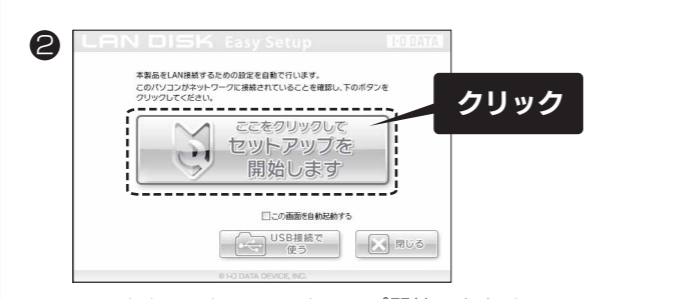 2
LAN DISK Easy Setup
I-O DATA
本製品をLAN接続するための設定を自動で行います。
このパソコンがネットワークに接続されていることを確認し、下のボタンを
クリックしてください。
クリック
ここをクリックして
セットアップを
開始します
□この画面を自動起動する
USB接続で
使う
閉じる
© I-O DATA DEVICE, INC.